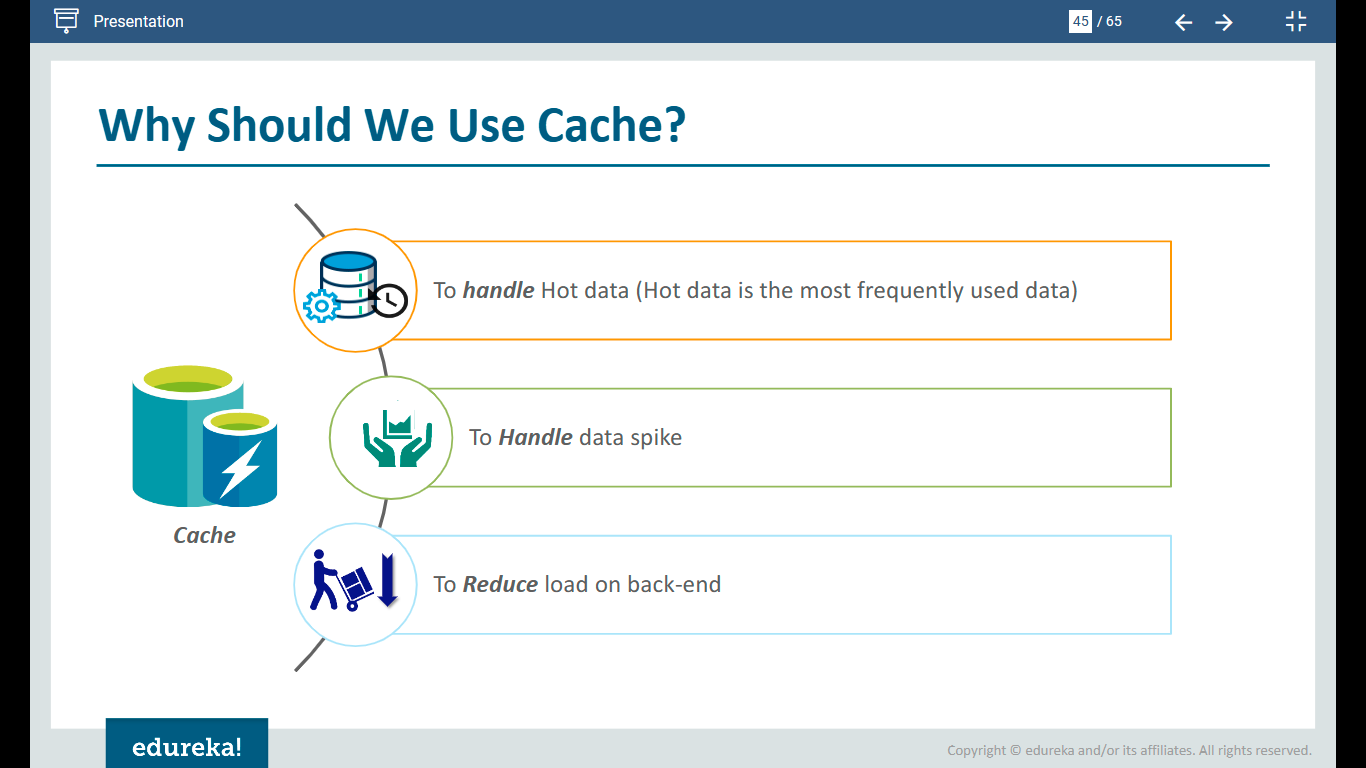 Presentation
45 / 65
Why Should We Use Cache?
To handle Hot data (Hot data is the most frequently used data)
To Handle data spike
Cache
To Reduce load on back-end
edureka!
Copyright © edureka and/or its affiliates. All rights reserved.